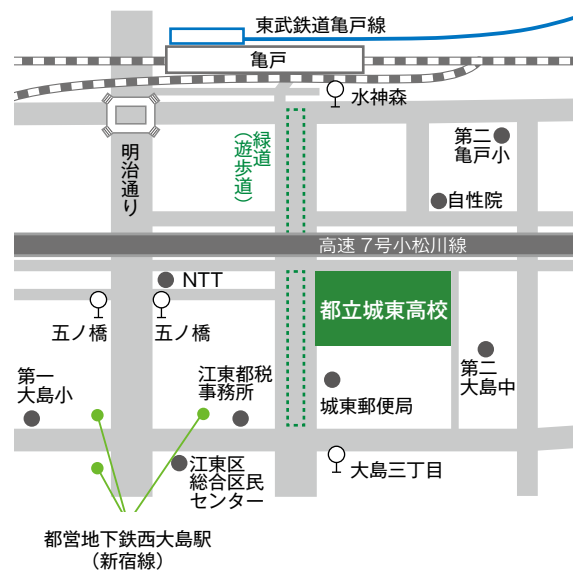 東武鉄道亀戸線
亀戸
水神森
明治通り
緑道
(遊歩道)
第二
亀戸小
自性院
高速7号小松川線
NTT
都立城東高校
五ノ橋
五ノ橋
第一
大島小
江東都税
事務所
城東郵便局
第二
大島中
江東区
総合区民
センター
大島三丁目
都営地下鉄西大島駅
(新宿線)